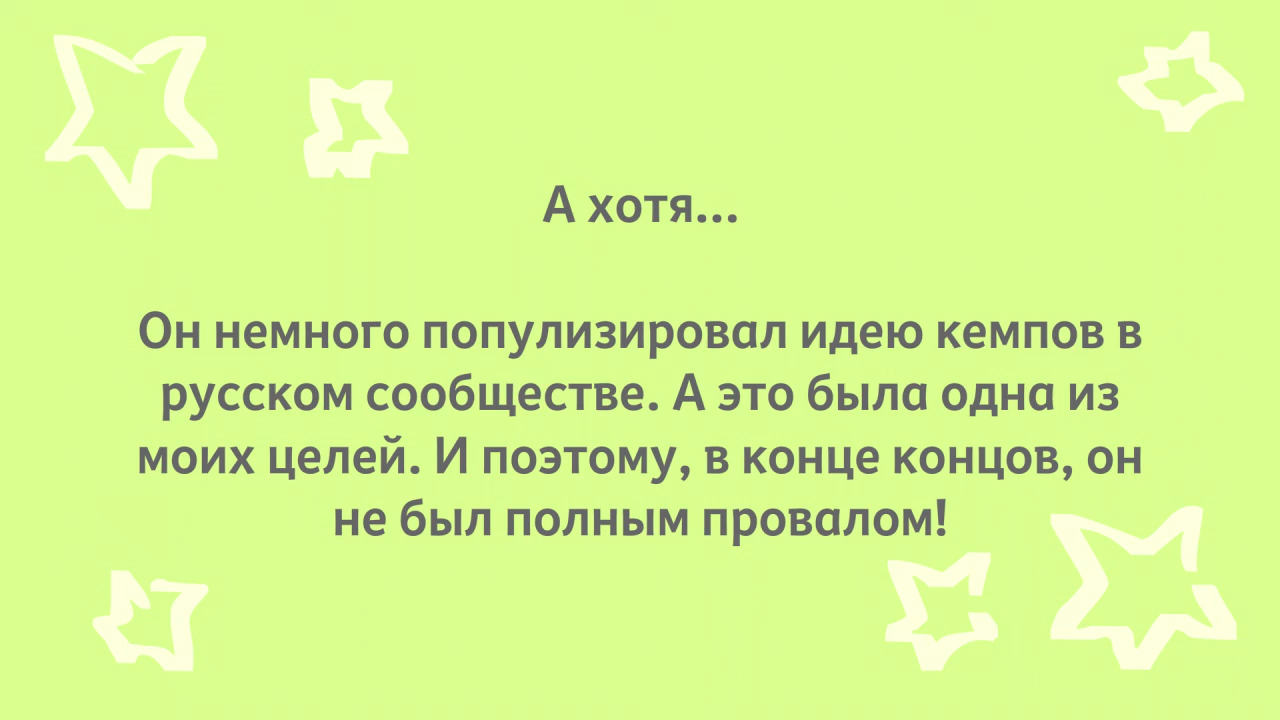 А хотя...
Он немного популизировал идею кемпов в
русском сообществе. А это была одна из
моих целей. И поэтому, в конце концов, он
не был полным провалом!